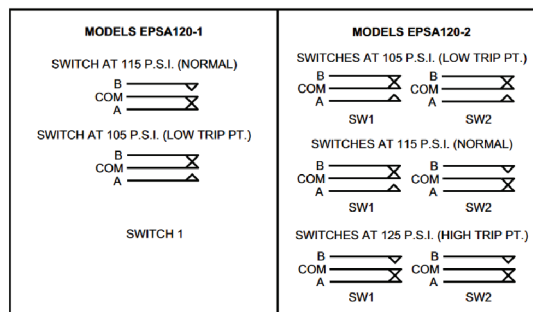 MODELS EPSA120-1
SWITCH AT 115 P.S.I. (NORMAL)
B
COM
A
SWITCH AT 105 P.S.I. (LOW TRIP PT.)
B
COM
A
SWITCH 1
MODELS EPSA120-2
SWITCHES AT 105 P.S.I. (LOW TRIP PT.)
B B
COM COM
A A
SW1 SW2
SWITCHES AT 115 P.S.I. (NORMAL)
B B
COM COM
A A
SW1 SW2
SWITCHES AT 125 P.S.I. (HIGH TRIP PT.)
B B
COM COM
A A
SW1 SW2